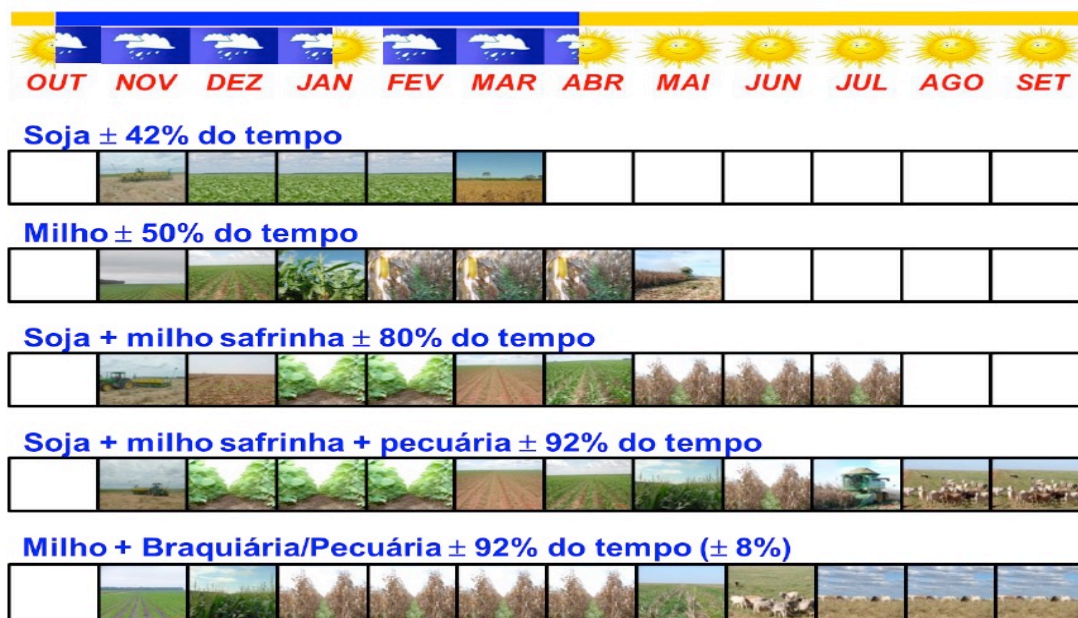 OUT NOV DEZ JAN FEV MAR ABR MAI JUN JUL AGO SET
Soja ± 42% do tempo
Milho ± 50% do tempo
Soja + milho safrinha ± 80% do tempo
Soja + milho safrinha + pecuária ± 92% do tempo
Milho + Braquiária/Pecuária ± 92% do tempo (± 8%)